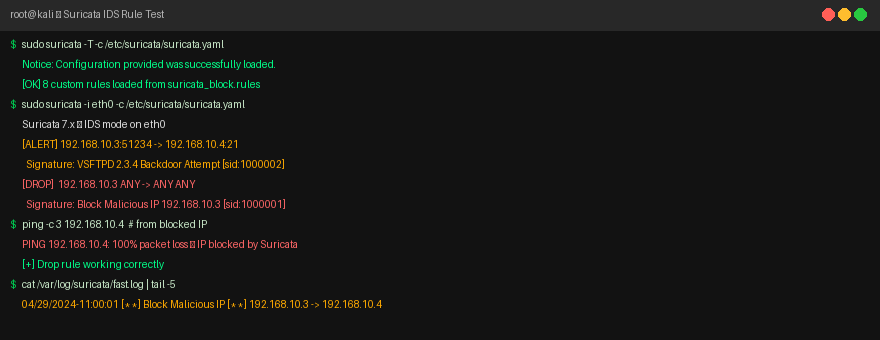 root@kali ▯ Suricata IDS Rule Test
$ sudo suricata -T -c /etc/suricata/suricata.yaml
Notice: Configuration provided was successfully loaded.
[OK] 8 custom rules loaded from suricata_block.rules
$ sudo suricata -i eth0 -c /etc/suricata/suricata.yaml
Suricata 7.x ▯ IDS mode on eth0
[ALERT] 192.168.10.3:51234 -> 192.168.10.4:21
Signature: VSFTPD 2.3.4 Backdoor Attempt [sid:1000002]
[DROP] 192.168.10.3 ANY -> ANY ANY
Signature: Block Malicious IP 192.168.10.3 [sid:1000001]
$ ping -c 3 192.168.10.4 # from blocked IP
PING 192.168.10.4: 100% packet loss ▯ IP blocked by Suricata
[+] Drop rule working correctly
$ cat /var/log/suricata/fast.log | tail -5
04/29/2024-11:00:01 [**] Block Malicious IP [**] 192.168.10.3 -> 192.168.10.4